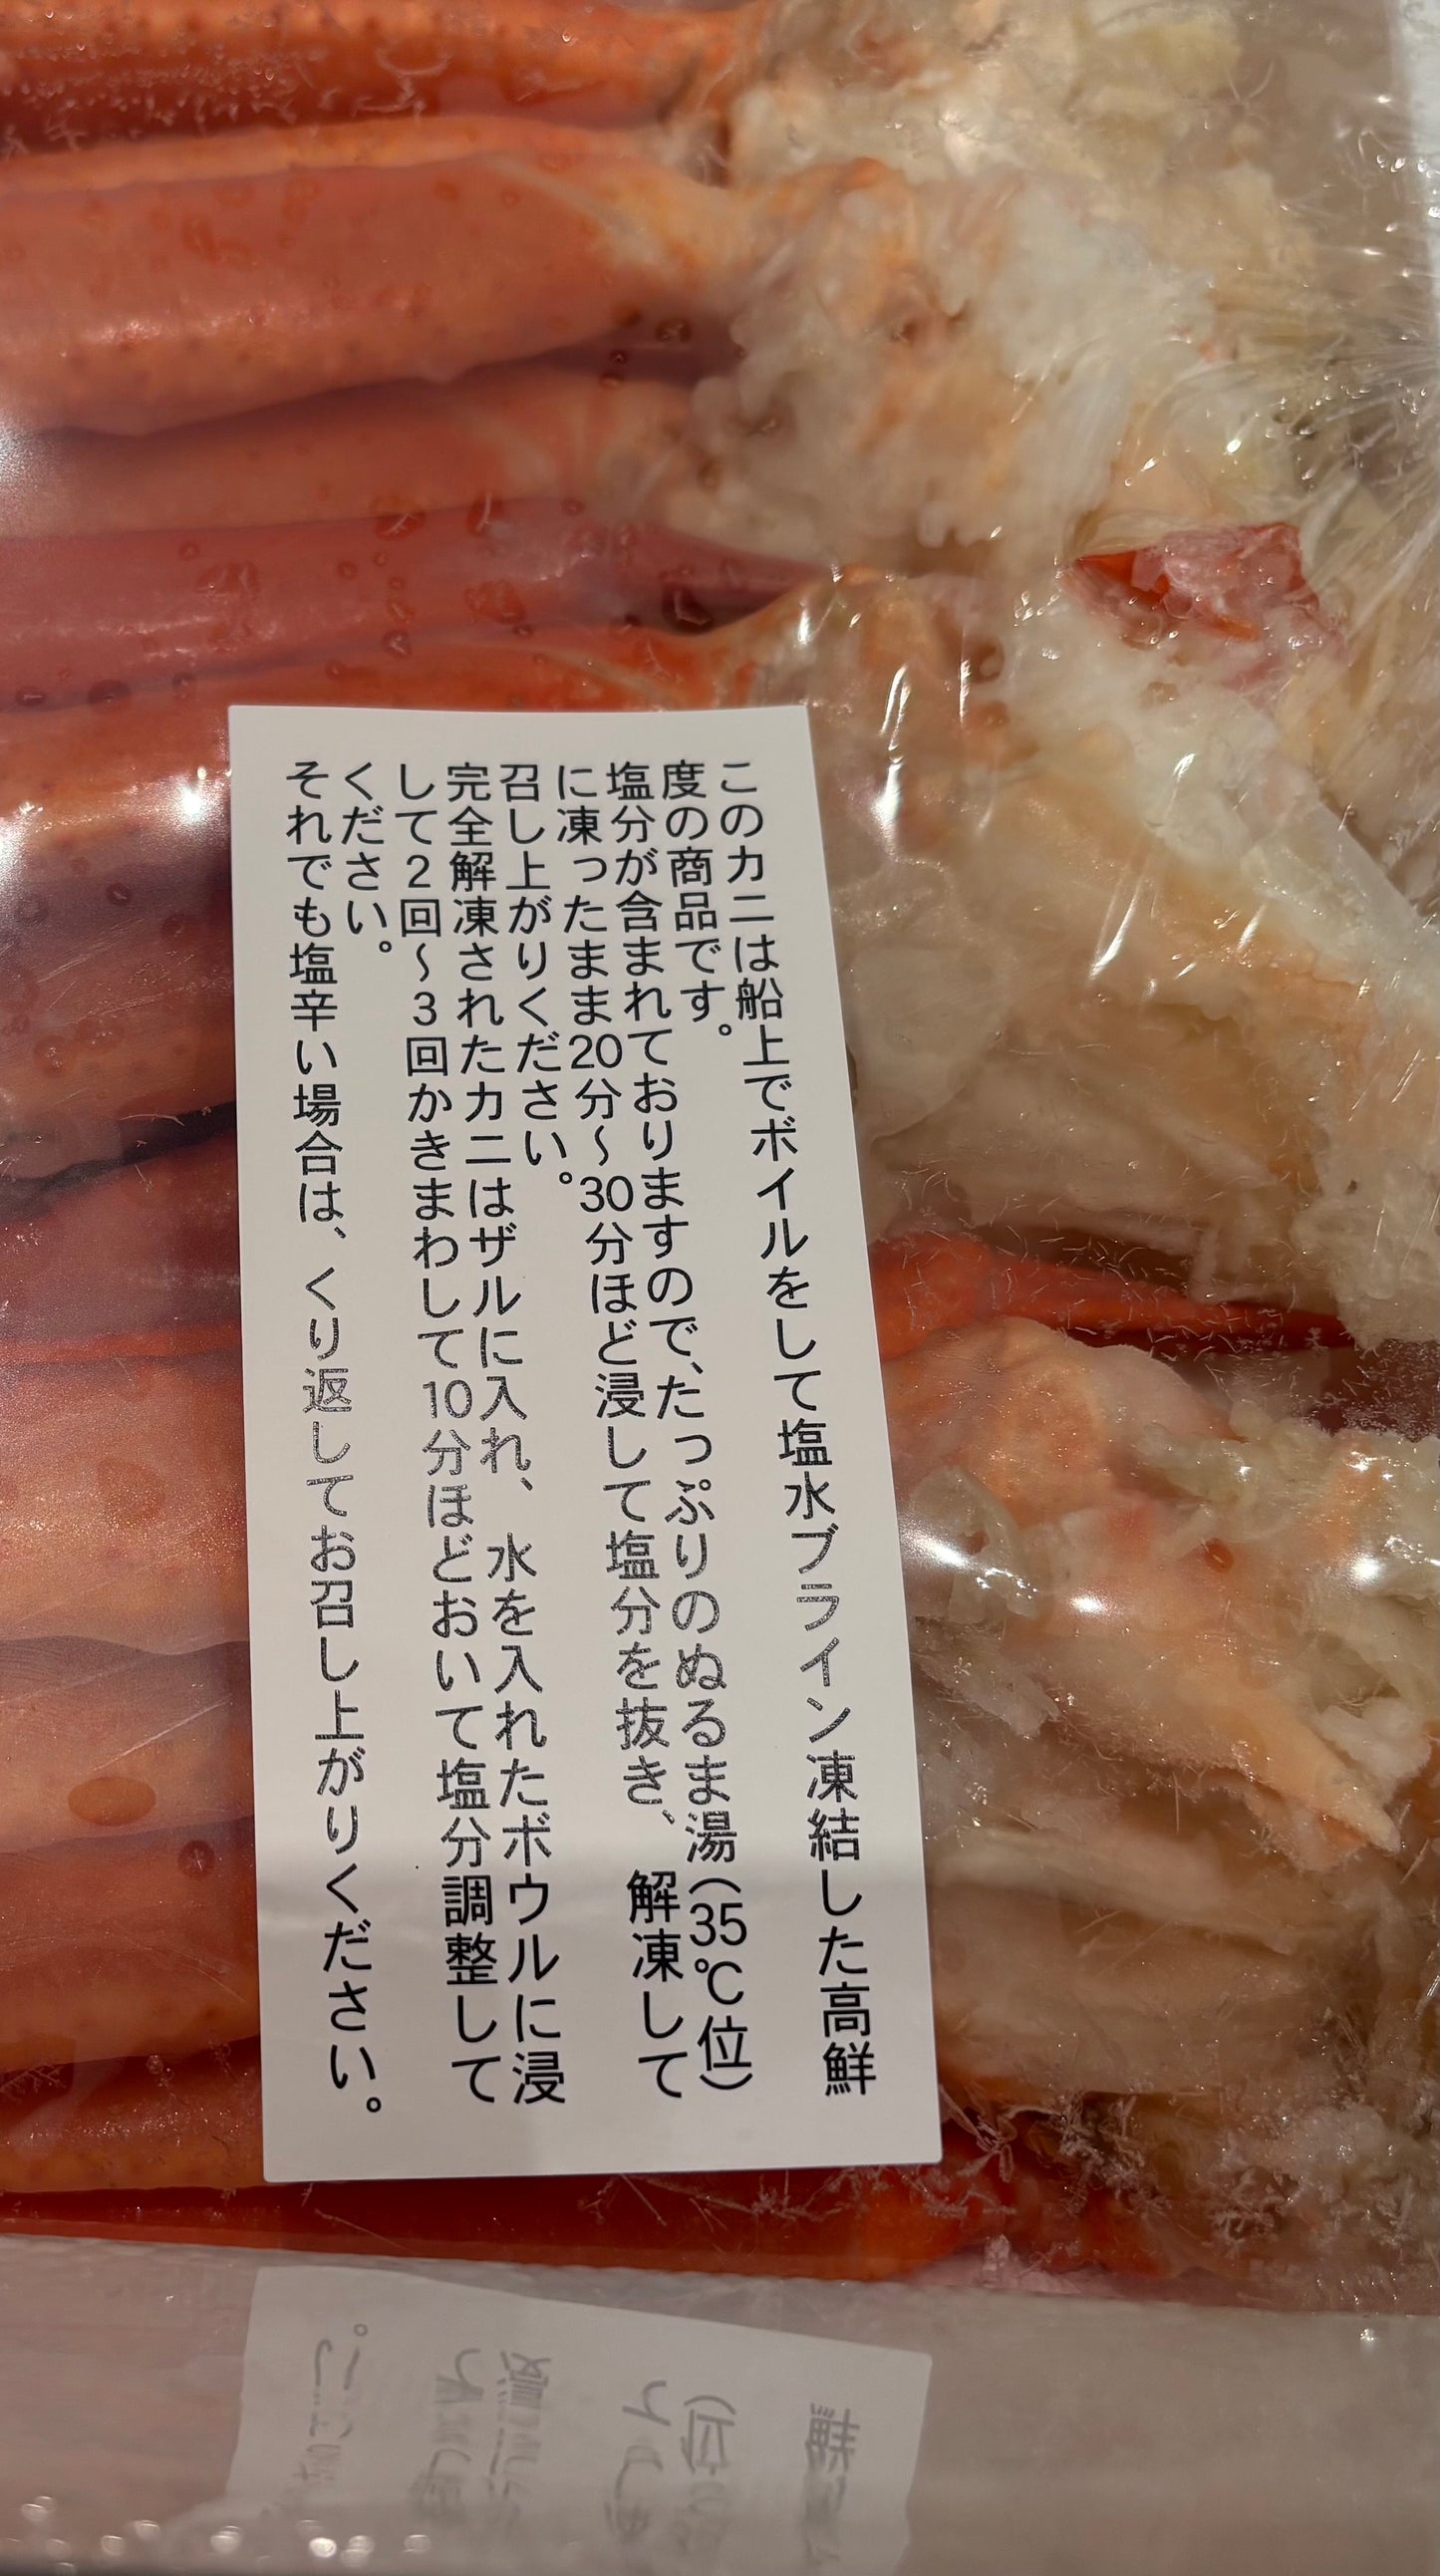 このカニは船上でボイルをして塩水ブライン凍結した高鮮
度の商品です。
塩分が含まれておりますので、たっぷりのぬるま湯(35℃位)
に凍ったまま20分～30分ほど浸して塩分を抜き、解凍して
召し上がりください。
完全解凍されたカニはザルに入れ、水を入れたボウルに浸
して2回～3回かきまわして10分ほどおいて塩分調整して
ください。
それでも塩辛い場合は、くり返してお召し上がりください。